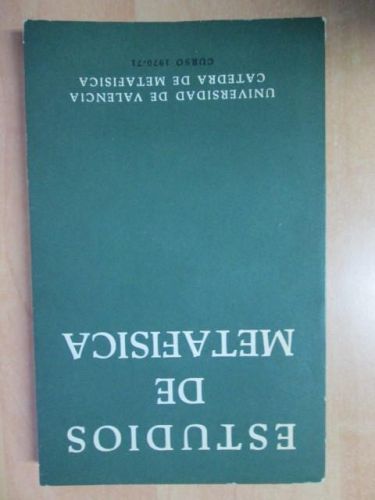 ESTUDIOS
DE
METAFISICA
UNIVERSIDAD DE VALENCIA
CATEDRA DE METAFISICA
CURSO 1970-71